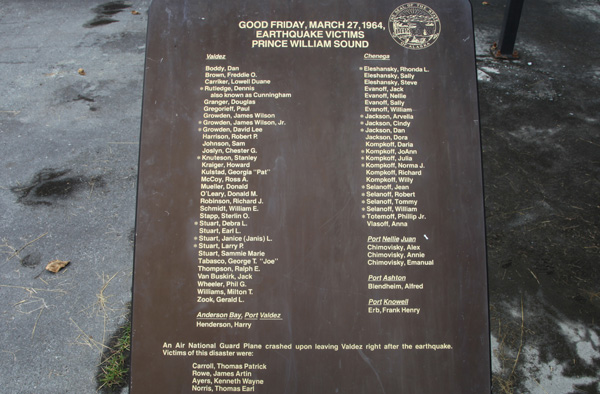 GOOD FRIDAY, MARCH 27, 1964,
EARTHQUAKE VICTIMS
PRINCE WILLIAM SOUND
Valdez
Boddy, Dan
Brown, Freddie O.
Carriker, Lowell Duane
* Rutledge, Dennis
also known as Cunningham
Granger, Douglas
Gregorieff, Paul
Growden, James Wilson
* Growden, James Wilson, Jr.
* Growden, David Lee
Harrison, Robert P.
Johnson, Sam
Joslyn, Chester G.
* Knuteson, Stanley
Kraiger, Howard
Kulstad, Georgia "Pat"
McCoy, Ross A.
Mueller, Donald
O'Leary, Donald M.
Robinson, Richard J.
Schmidt, William E.
Stapp, Sterlin O.
* Stuart, Debra L.
Stuart, Earl L.
* Stuart, Janice (Janis) L.
* Stuart, Larry P.
Stuart, Sammie Marie
Tabasco, George T. "Joe"
Thompson, Ralph E.
Van Buskirk, Jack
Wheeler, Phil G.
Williams, Milton T.
Zook, Gerald L.
Anderson Bay, Port Valdez
Henderson, Harry
Chenega
* Eleshansky, Rhonda L.
Eleshansky, Sally
Eleshansky, Steve
Evanoff, Jack
Evanoff, Nellie
Evanoff, Sally
Evanoff, William
* Jackson, Arvella
* Jackson, Cindy
* Jackson, Dan
Jackson, Dora
Kompkoff, Daria
* Kompkoff, JoAnn
* Kompkoff, Julia
* Kompkoff, Norma J.
Kompkoff, Richard
Kompkoff, Willy
* Selanoff, Jean
* Selanoff, Robert
* Selanoff, Tommy
* Selanoff, William
* Totemoff, Phillip Jr.
Vlasoff, Anna
Port Nellie Juan
Chimovisky, Alex
Chimovisky, Annie
Chimovisky, Emanual
Port Ashton
Blendheim, Alfred
Port Knowell
Erb, Frank Henry
An Air National Guard Plane crashed upon leaving Valdez right after the earthquake.
Victims of this disaster were:
Carroll, Thomas Patrick
Rowe, James Artin
Ayers, Kenneth Wayne
Norris, Thomas Earl